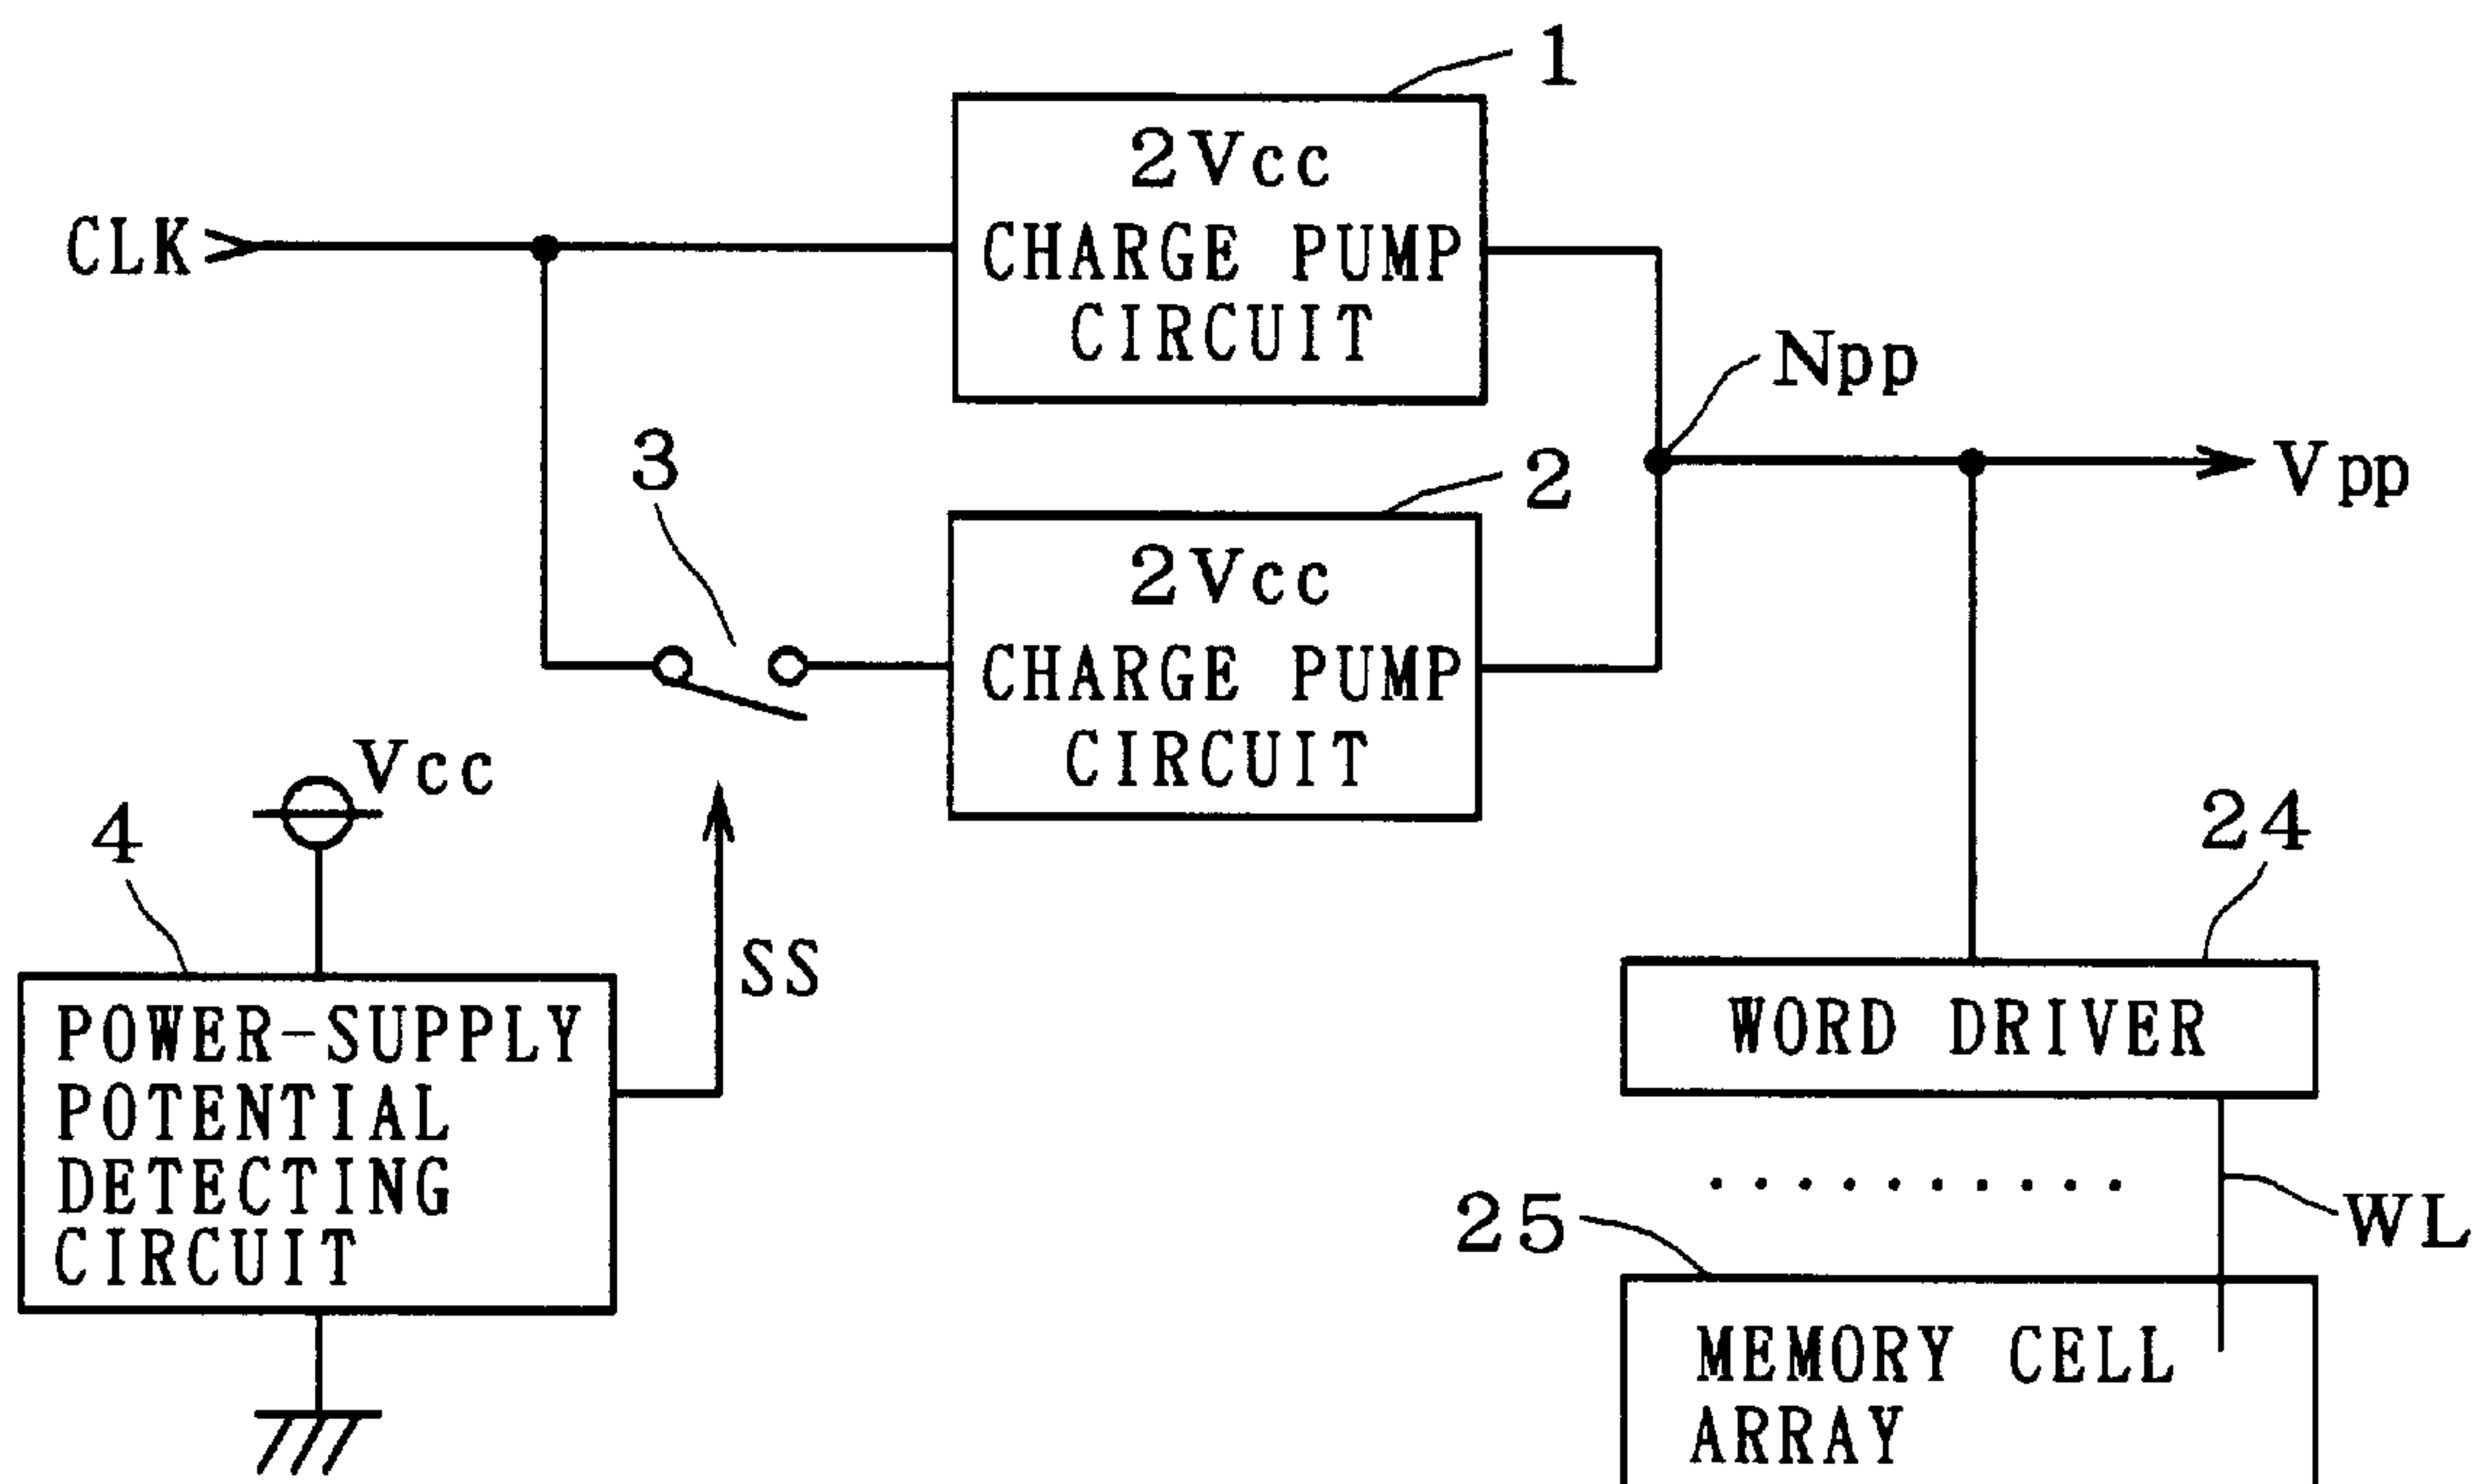 1
2Vcc
CHARGE PUMP
CIRCUIT
CLK
Npp
3
2
Vpp
2Vcc
CHARGE PUMP
CIRCUIT
Vcc
4
24
SS
POWER-SUPPLY
POTENTIAL
DETECTING
CIRCUIT
WORD DRIVER
25
WL
MEMORY CELL
ARRAY